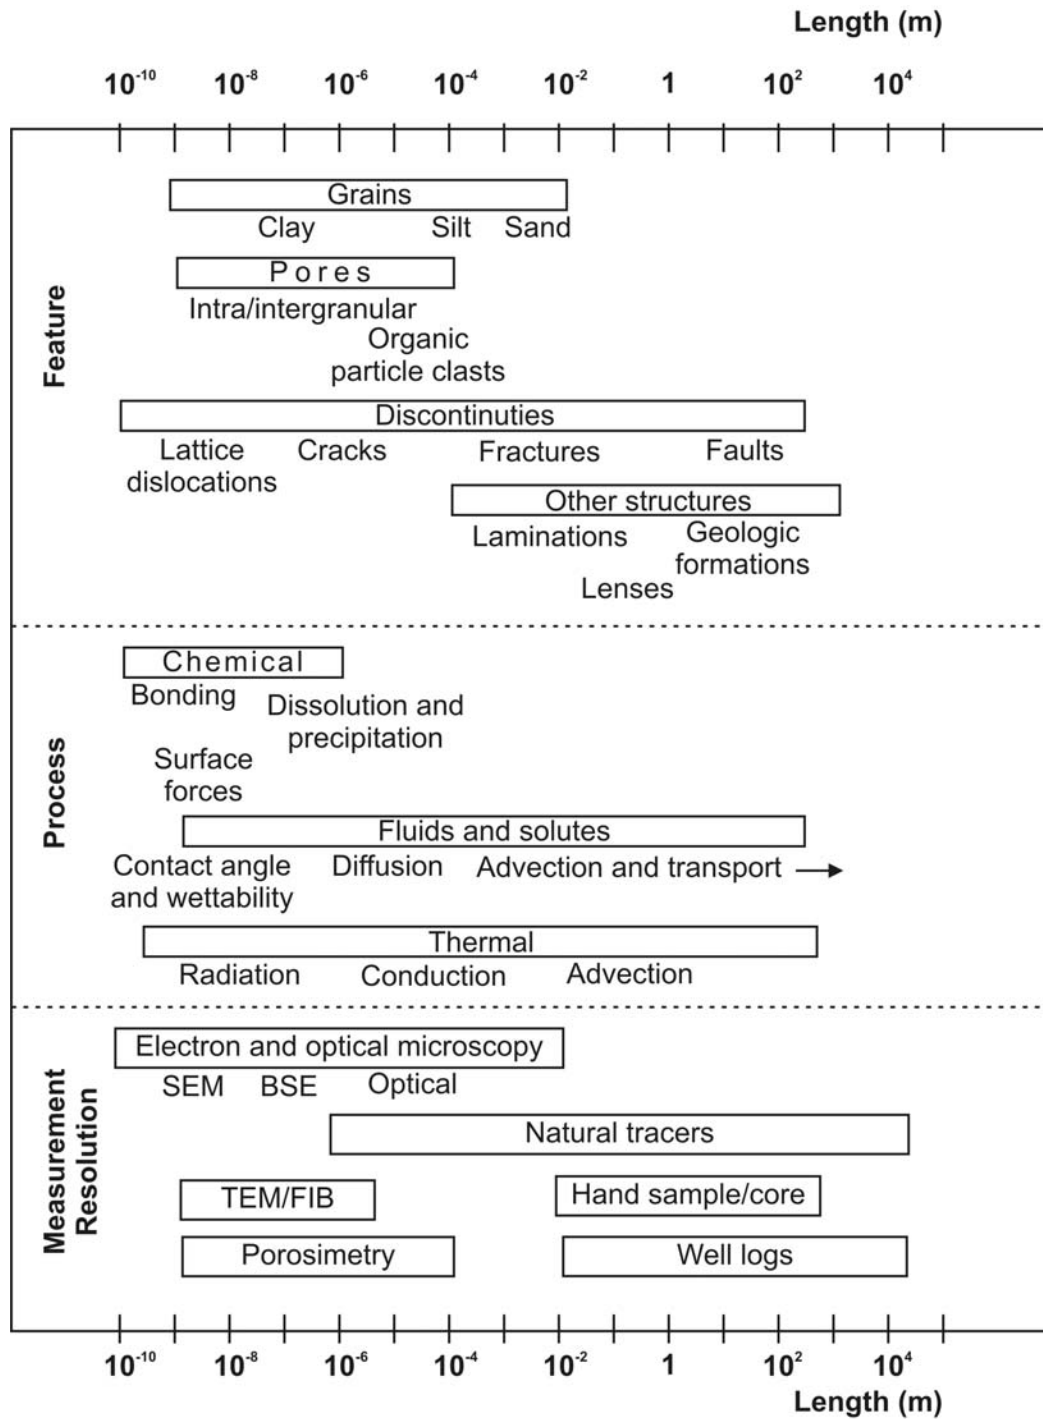 Length (m)
10⁻¹⁰ 10⁻⁸ 10⁻⁶ 10⁻⁴ 10⁻² 1 10² 10⁴
Feature
Grains
Clay Silt Sand
Pores
Intra/intergranular
Organic
particle clasts
Discontinuties
Lattice
dislocations
Cracks
Fractures
Faults
Other structures
Laminations
Geologic
formations
Lenses
Process
Chemical
Bonding
Dissolution and
precipitation
Surface
forces
Fluids and solutes
Contact angle
and wettability
Diffusion
Advection and transport →
Thermal
Radiation Conduction Advection
Measurement
Resolution
Electron and optical microscopy
SEM BSE Optical
Natural tracers
TEM/FIB
Hand sample/core
Porosimetry
Well logs
10⁻¹⁰ 10⁻⁸ 10⁻⁶ 10⁻⁴ 10⁻² 1 10² 10⁴
Length (m)